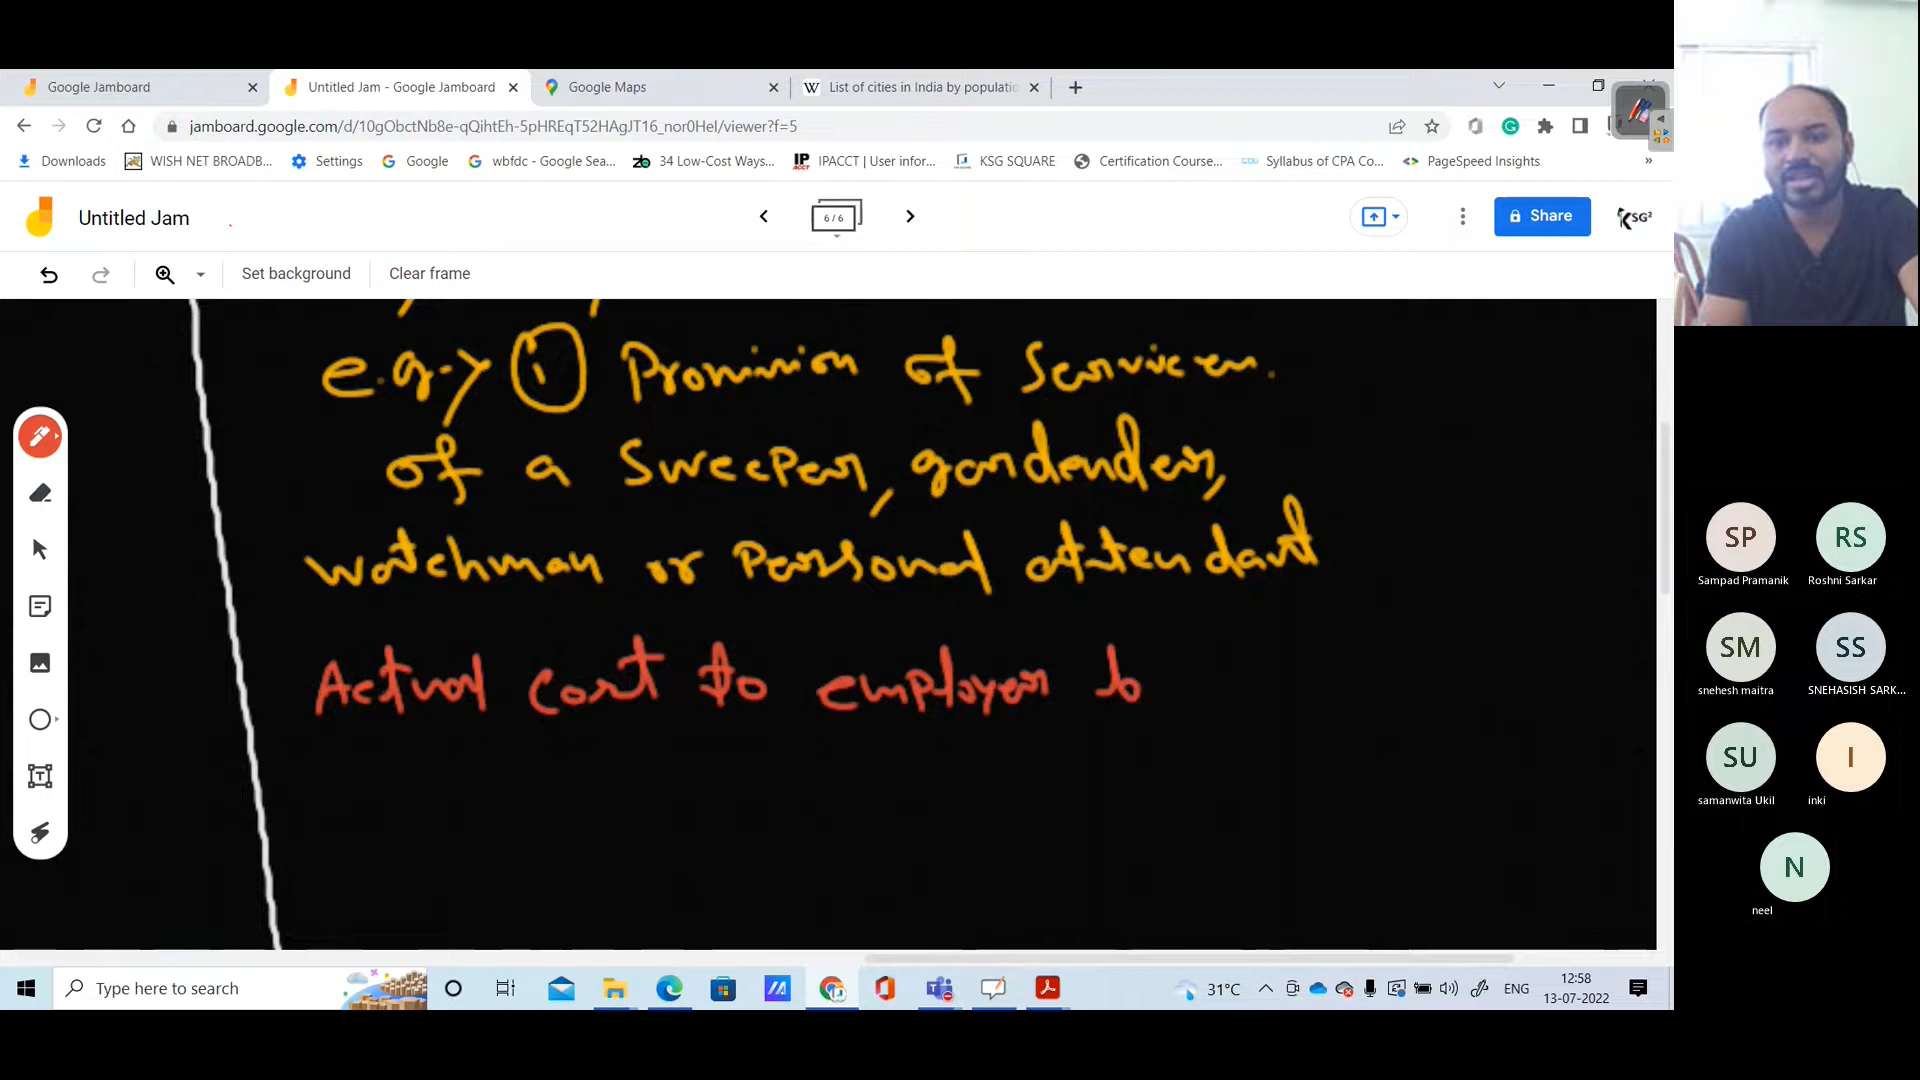 Google Jamboard
Untitled Jam - Google Jamboard
Google Maps
List of cities in India by populatio
jamboard.google.com/d/10gObctNb8e-qQihtEh-5pHREqT52HAgJT16_nor0HeI/viewer?f=5
Downloads
WISH NET BROADB...
Settings
Google
wbfdc - Google Sea...
34 Low-Cost Ways...
IPACCT | User infor...
KSG SQUARE
Certification Course...
Syllabus of CPA Co...
PageSpeed Insights
»
Untitled Jam
6 / 6
Share
KSG²
Set background
Clear frame
e.g.> 1 Provision of Services
of a Sweeper, gardender,
watchman or Personal attendant
Actual cost to employer b
SP
Sampad Pramanik
RS
Roshni Sarkar
SM
snehesh maitra
SS
SNEHASISH SARK...
SU
samanwita Ukil
I
inki
N
neel
Type here to search
31°C
ENG
12:58
13-07-2022